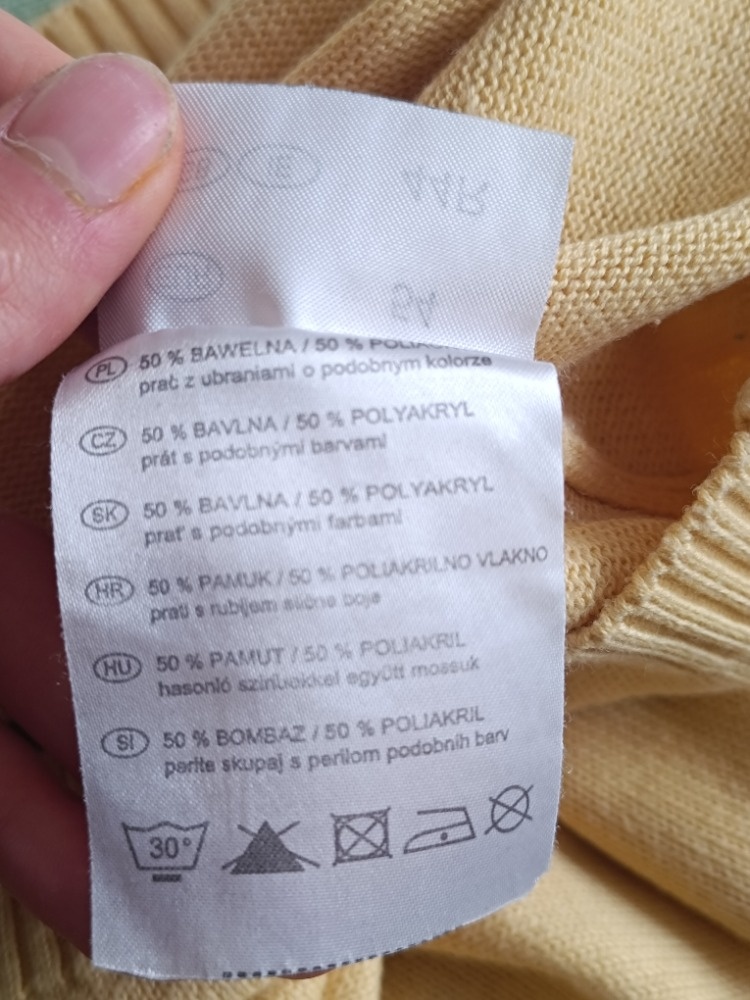 PL 50 % BAWEŁNA / 50 %
prać z ubraniami o podobnym kolorze
CZ 50 % BAVLNA / 50 % POLYAKRYL
prát s podobnými barvami
SK 50 % BAVLNA / 50 % POLYAKRYL
prať s podobnými farbami
HR 50 % PAMUK / 50 % POLIAKRILNO VLAKNO
prati s rubljem slične boje
HU 50 % PAMUT / 50 % POLIAKRIL
hasonló színűekkel együtt mossuk
SI 50 % BOMBAŽ / 50 % POLIAKRIL
perite skupaj s perilom podobnih barv
30°